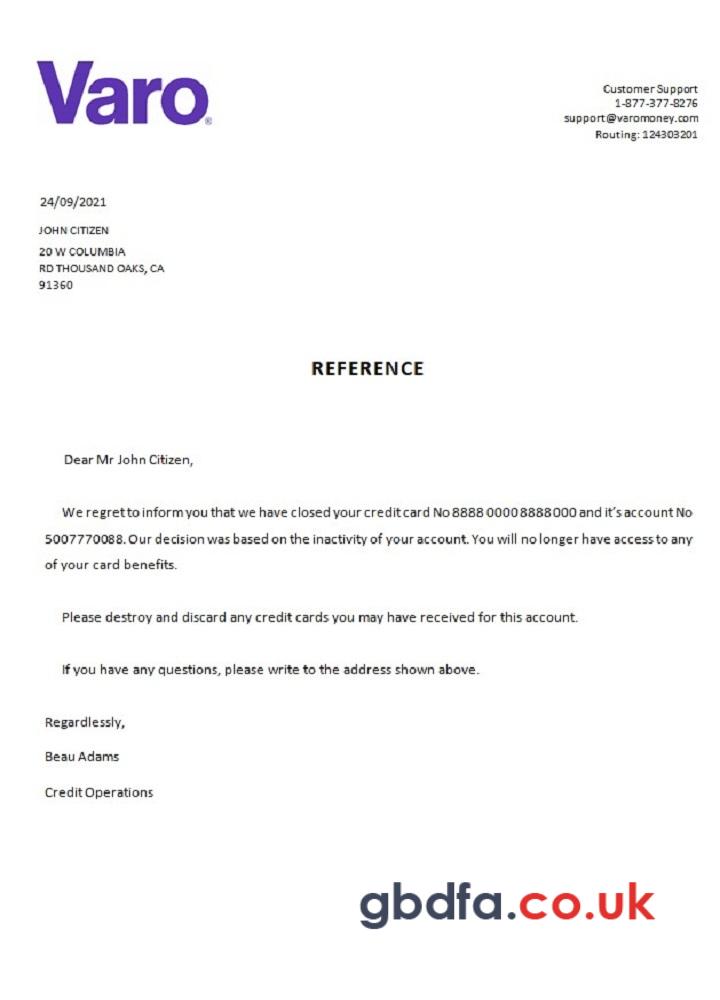 Varo®
Customer Support
1-877-377-8276
support@varomoney.com
Routing: 124303201
24/09/2021
JOHN CITIZEN
20 W COLUMBIA
RD THOUSAND OAKS, CA
91360
REFERENCE
Dear Mr John Citizen,
We regret to inform you that we have closed your credit card No 8888 0000 8888 000 and it's account No
5007770088. Our decision was based on the inactivity of your account. You will no longer have access to any
of your card benefits.
Please destroy and discard any credit cards you may have received for this account.
If you have any questions, please write to the address shown above.
Regardlessly,
Beau Adams
Credit Operations
gbdfa.co.uk